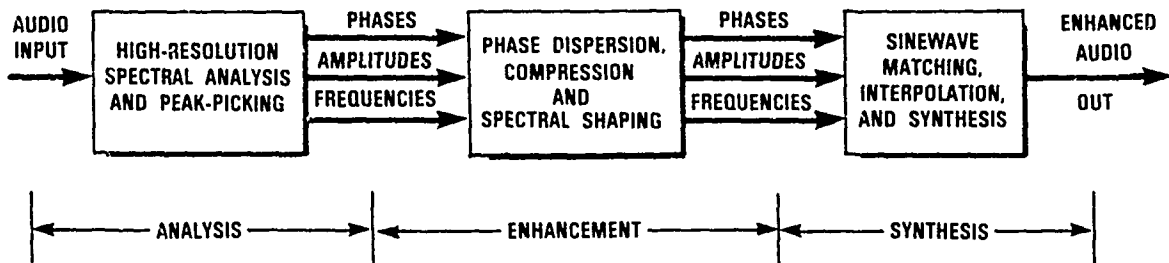 AUDIO
INPUT
HIGH-RESOLUTION
SPECTRAL ANALYSIS
AND PEAK-PICKING
PHASES
AMPLITUDES
FREQUENCIES
PHASE DISPERSION,
COMPRESSION
AND
SPECTRAL SHAPING
PHASES
AMPLITUDES
FREQUENCIES
SINEWAVE
MATCHING,
INTERPOLATION,
AND SYNTHESIS
ENHANCED
AUDIO
OUT
ANALYSIS
ENHANCEMENT
SYNTHESIS